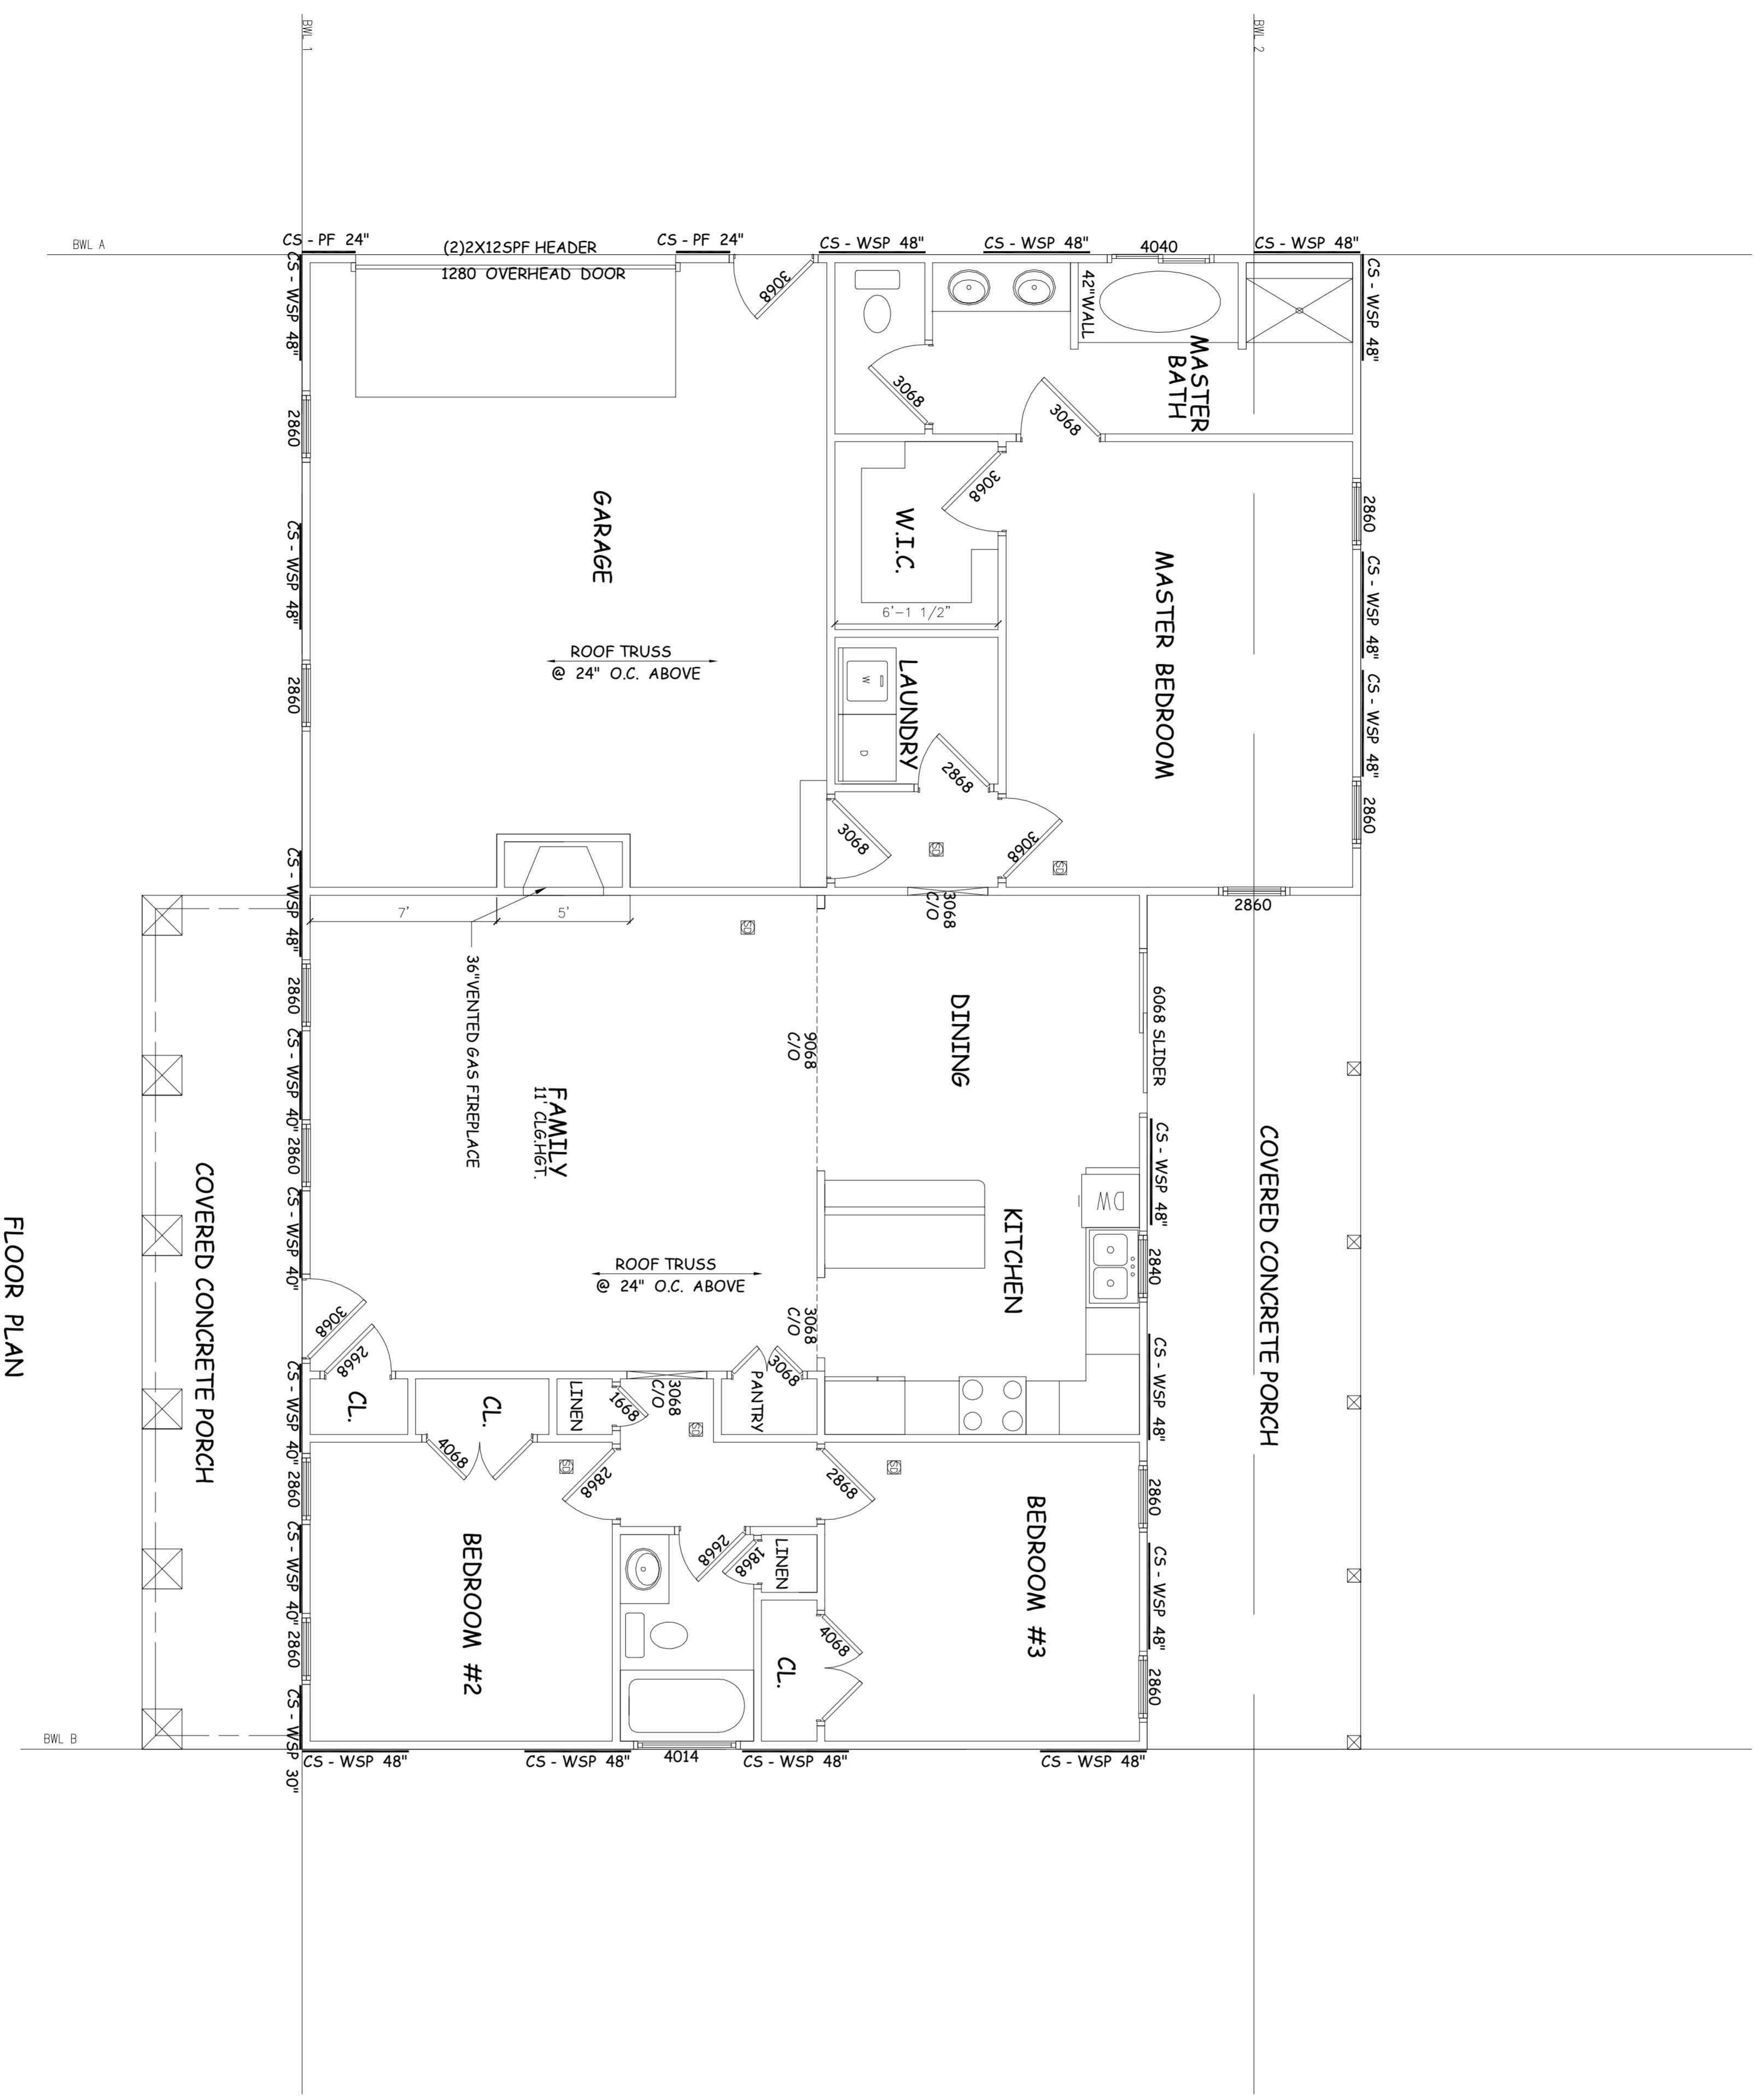 BWL 1
BWL 2
BWL A
CS - PF 24"
(2)2X12SPF HEADER
1280 OVERHEAD DOOR
CS - PF 24"
3068
CS - WSP 48"
CS - WSP 48"
4040
CS - WSP 48"
CS - WSP 48"
CS - WSP 48"
42"WALL
MASTER
BATH
3068
3068
3068
2860
2860
CS - WSP 48"
CS - WSP 48"
2860
CS - WSP 48"
2860
GARAGE
W.I.C.
6'-1 1/2"
MASTER BEDROOM
ROOF TRUSS
@ 24" O.C. ABOVE
LAUNDRY
W
D
2868
3068
3068
SD
SD
CS - WSP 48"
7'
5'
3068
C/O
2860
SD
36"VENTED GAS FIREPLACE
2860
DINING
9068
C/O
6068 SLIDER
CS - WSP 40"
FAMILY
11' CLG.HGT.
2860
CS - WSP 48"
DW
KITCHEN
COVERED CONCRETE PORCH
COVERED CONCRETE PORCH
CS - WSP 40"
2840
ROOF TRUSS
@ 24" O.C. ABOVE
3068
C/O
3068
2668
CS - WSP 48"
CS - WSP 40"
CL.
CL.
LINEN
1668
3068
C/O
PANTRY
3068
SD
SD
SD
4068
2868
2868
2860
2860
BEDROOM #2
BEDROOM #3
CS - WSP 40"
CS - WSP 48"
2668
1868
LINEN
4068
CL.
2860
2860
CS - WSP 30"
BWL B
CS - WSP 48"
CS - WSP 48"
4014
CS - WSP 48"
CS - WSP 48"
FLOOR PLAN